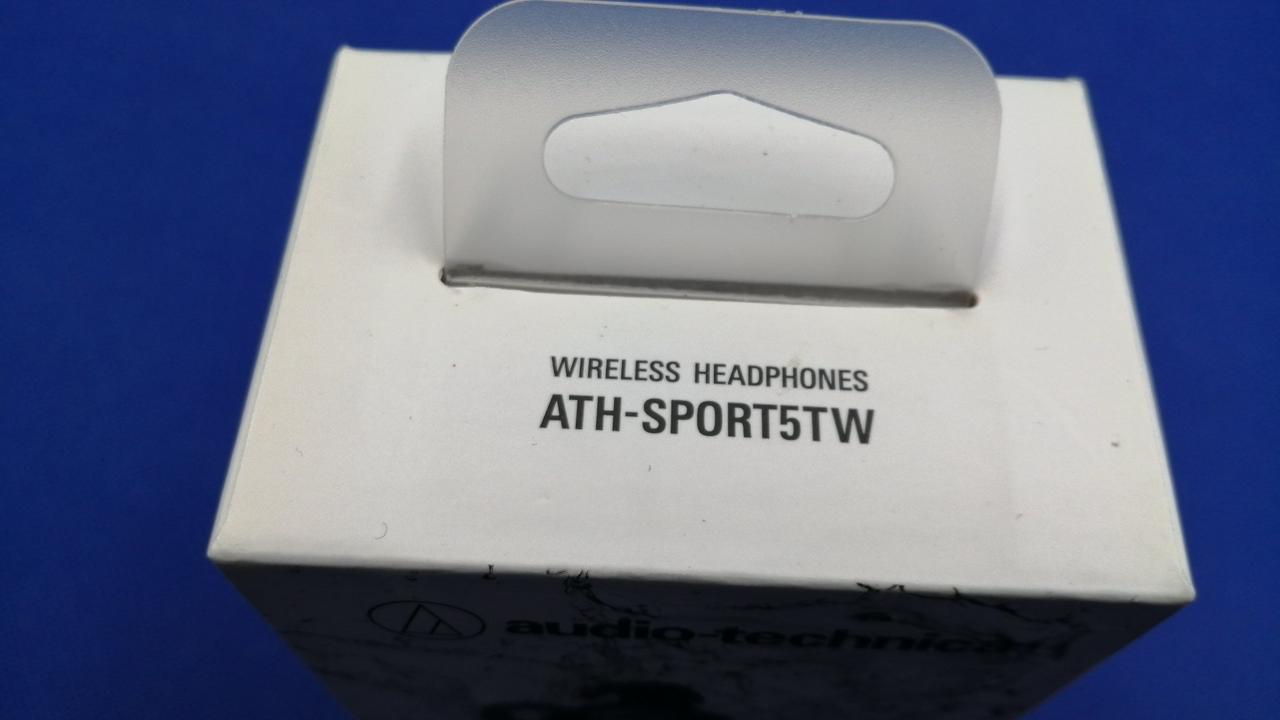 WIRELESS HEADPHONES
ATH-SPORT5TW
audio-technica